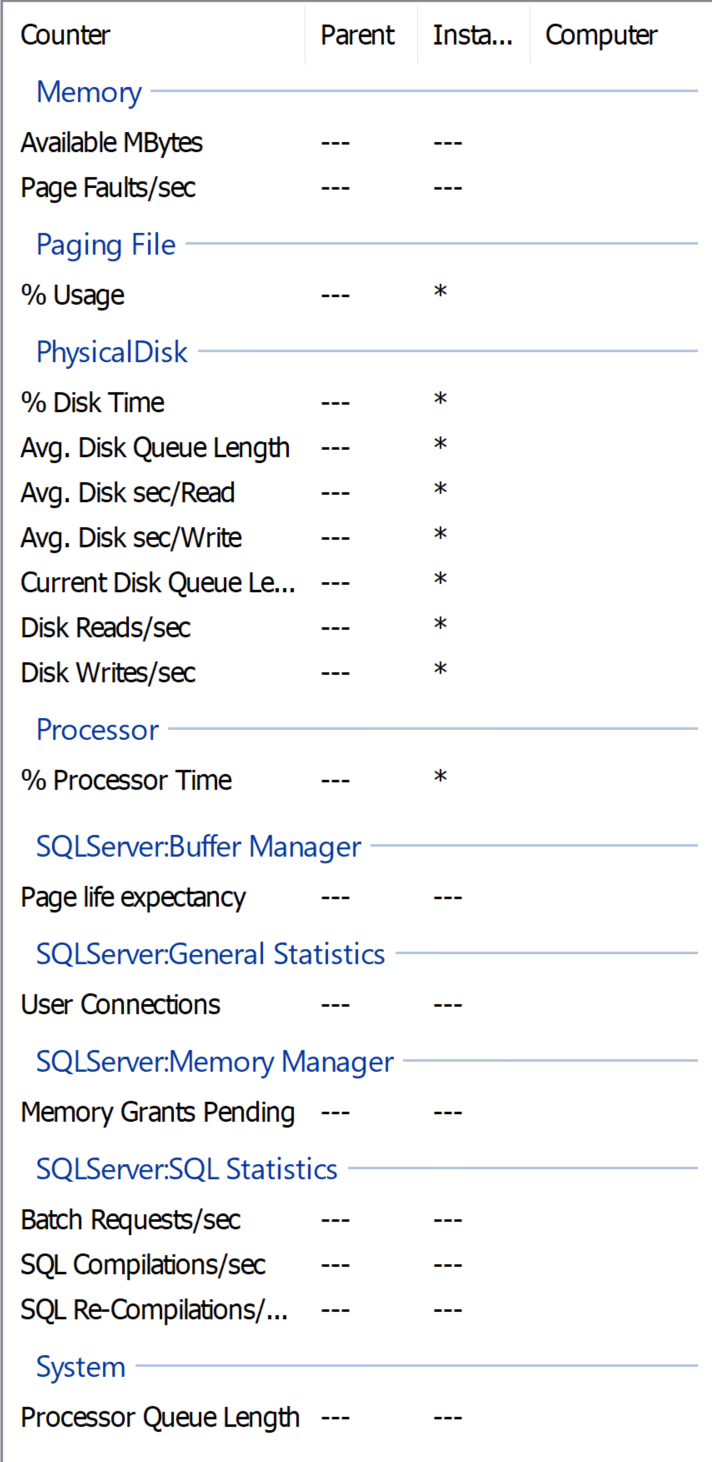 Counter Parent Insta... Computer
Memory
Available MBytes --- ---
Page Faults/sec --- ---
Paging File
% Usage --- *
PhysicalDisk
% Disk Time --- *
Avg. Disk Queue Length --- *
Avg. Disk sec/Read --- *
Avg. Disk sec/Write --- *
Current Disk Queue Le... --- *
Disk Reads/sec --- *
Disk Writes/sec --- *
Processor
% Processor Time --- *
SQLServer:Buffer Manager
Page life expectancy --- ---
SQLServer:General Statistics
User Connections --- ---
SQLServer:Memory Manager
Memory Grants Pending --- ---
SQLServer:SQL Statistics
Batch Requests/sec --- ---
SQL Compilations/sec --- ---
SQL Re-Compilations/... --- ---
System
Processor Queue Length --- ---